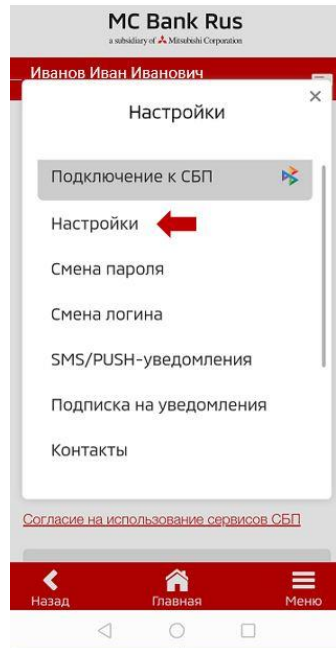 MC Bank Rus
a subsidiary of Mitsubishi Corporation
Иванов Иван Иванович
Настройки
Подключение к СБП
Настройки
Смена пароля
Смена логина
SMS/PUSH-уведомления
Подписка на уведомления
Контакты
Согласие на использование сервисов СБП
Назад Главная Меню